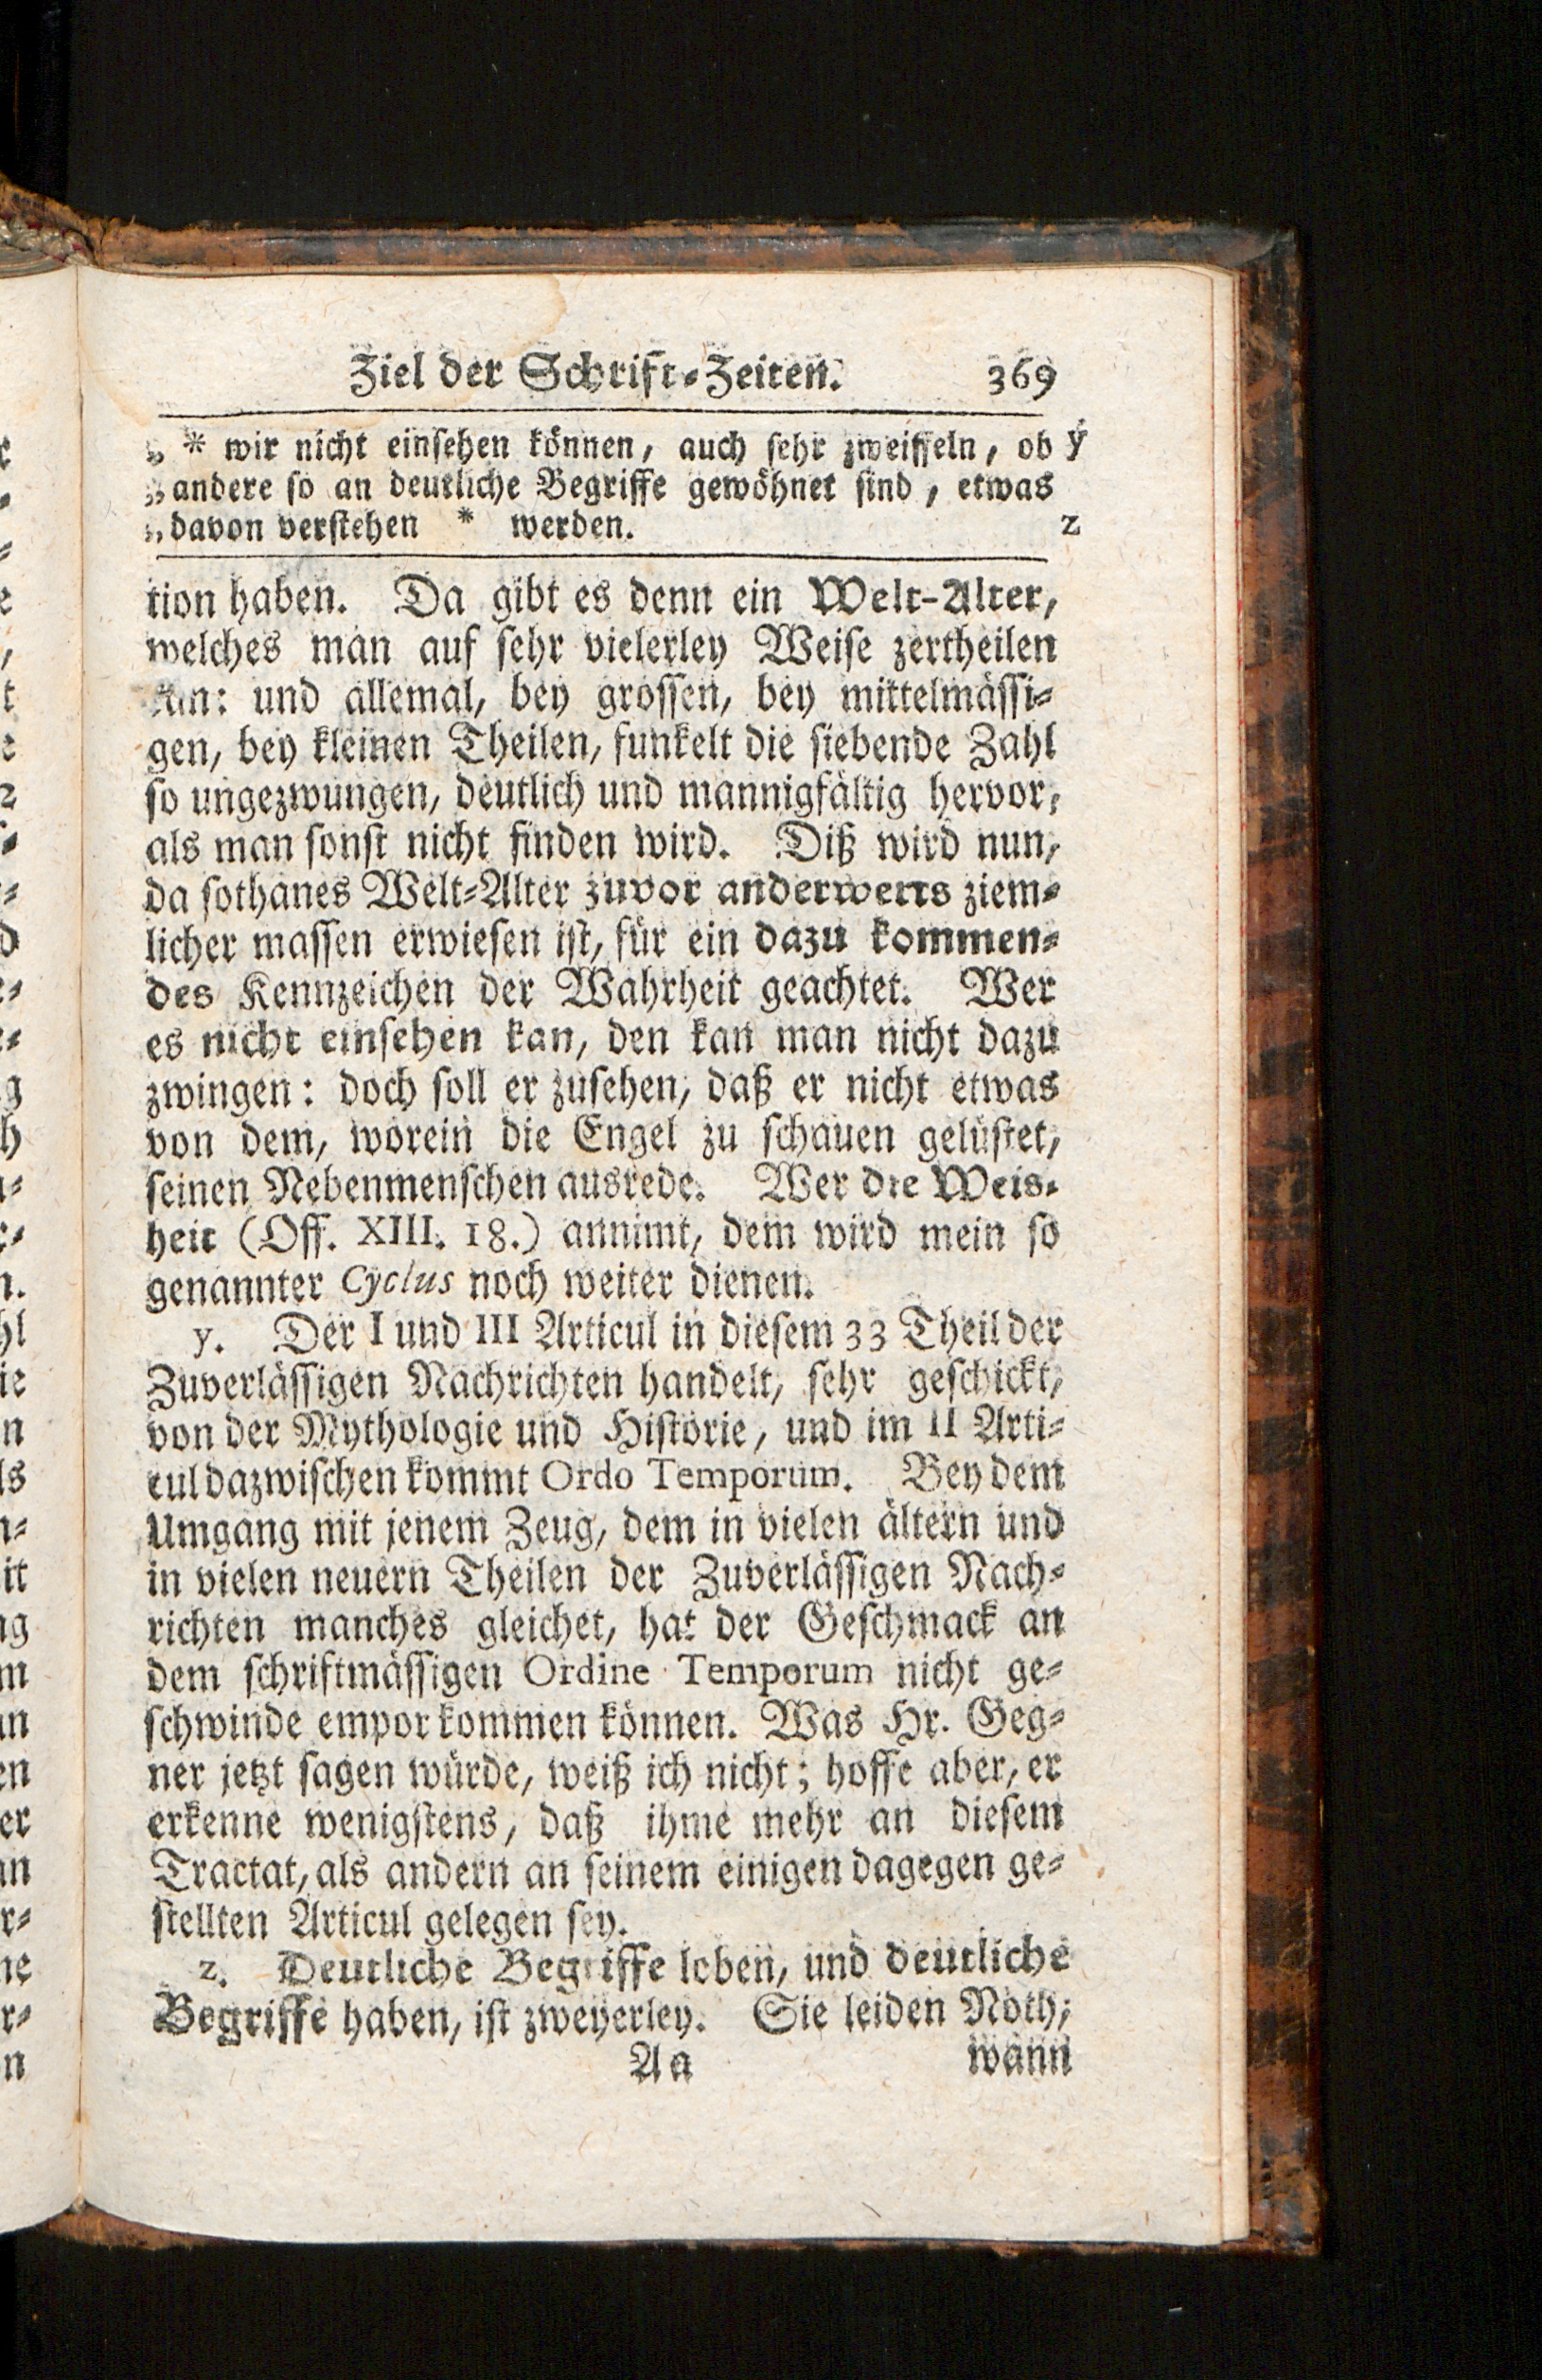 Ziel der Schrift-Zeiten. 369
„ * wir nicht einsehen können, auch sehr zweiffeln, ob y
„ andere so an deutliche Begriffe gewöhnet sind, etwas
„ davon verstehen * werden. z
tion haben. Da gibt es denn ein Welt-Alter,
welches man auf sehr vielerley Weise zertheilen
kan: und allemal, bey grossen, bey mittelmässi-
gen, bey kleinen Theilen, funkelt die siebende Zahl
so ungezwungen, deutlich und mannigfältig hervor,
als man sonst nicht finden wird. Diß wird nun,
da sothanes Welt-Alter zuvor anderwerts ziem-
licher massen erwiesen ist, für ein dazu kommen-
des Kennzeichen der Wahrheit geachtet. Wer
es nicht einsehen kan, den kan man nicht dazu
zwingen: doch soll er zusehen, daß er nicht etwas
von dem, worein die Engel zu schauen gelüstet,
seinen Nebenmenschen ausrede. Wer die Weis-
heit (Off. XIII. 18.) annimt, dem wird mein so
genannter Cyclus noch weiter dienen.
y. Der I und III Articul in diesem 33 Theil der
Zuverlässigen Nachrichten handelt, sehr geschickt,
von der Mythologie und Historie, und im II Arti-
cul dazwischen kommt Ordo Temporum. Bey dem
Umgang mit jenem Zeug, dem in vielen ältern und
in vielen neuern Theilen der Zuverlässigen Nach-
richten manches gleichet, hat der Geschmack an
dem schriftmässigen Ordine Temporum nicht ge-
schwinde empor kommen können. Was Hr. Geg-
ner jetzt sagen würde, weiß ich nicht; hoffe aber, er
erkenne wenigstens, daß ihme mehr an diesem
Tractat, als andern an seinem einigen dagegen ge-
stellten Articul gelegen sey.
z. Deutliche Begriffe loben, und deutliche
Begriffe haben, ist zweyerley. Sie leiden Noth,
Aa wann